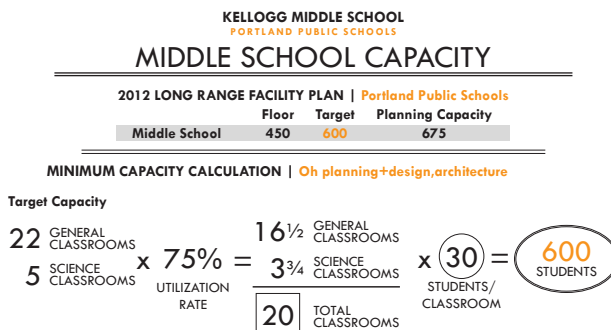 KELLOGG MIDDLE SCHOOL
PORTLAND PUBLIC SCHOOLS
MIDDLE SCHOOL CAPACITY
2012 LONG RANGE FACILITY PLAN | Portland Public Schools
Floor Target Planning Capacity
Middle School 450 600 675
MINIMUM CAPACITY CALCULATION | Oh planning+design,architecture
Target Capacity
22 GENERAL CLASSROOMS
5 SCIENCE CLASSROOMS
x 75% =
UTILIZATION RATE
16½ GENERAL CLASSROOMS
3¾ SCIENCE CLASSROOMS
20 TOTAL CLASSROOMS
x 30 =
STUDENTS/
CLASSROOM
600
STUDENTS